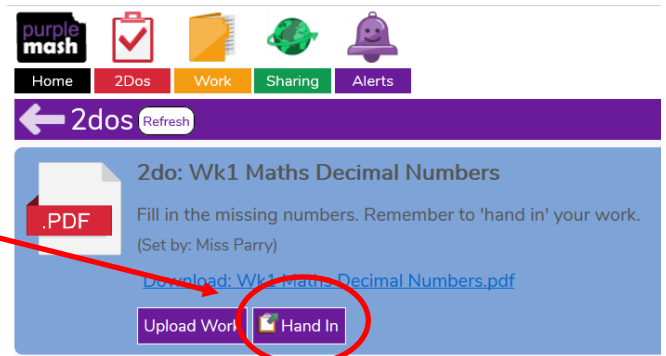 purple
mash
Home 2Dos Work Sharing Alerts
2dos Refresh
2do: Wk1 Maths Decimal Numbers
.PDF
Fill in the missing numbers. Remember to 'hand in' your work.
(Set by: Miss Parry)
Download: Wk1 Maths Decimal Numbers.pdf
Upload Work Hand In